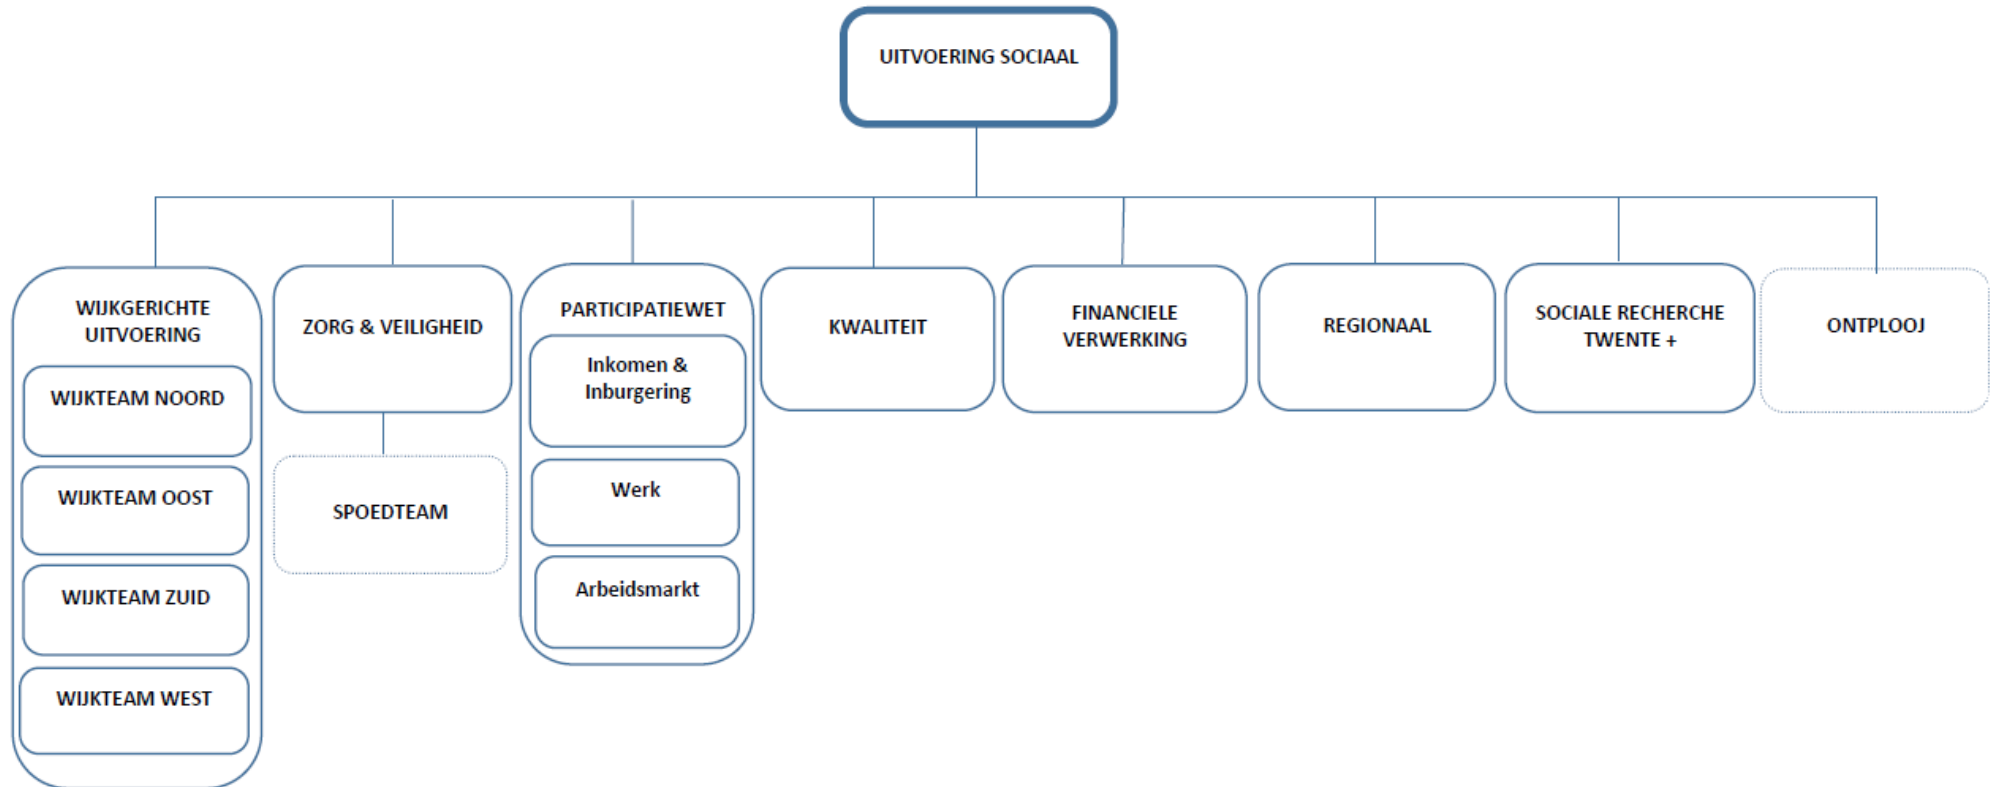 UITVOERING SOCIAAL
WIJKGERICHTE
UITVOERING
WIJKTEAM NOORD
WIJKTEAM OOST
WIJKTEAM ZUID
WIJKTEAM WEST
ZORG & VEILIGHEID
SPOEDTEAM
PARTICIPATIEWET
Inkomen &
Inburgering
Werk
Arbeidsmarkt
KWALITEIT
FINANCIELE
VERWERKING
REGIONAAL
SOCIALE RECHERCHE
TWENTE +
ONTPLOOJ